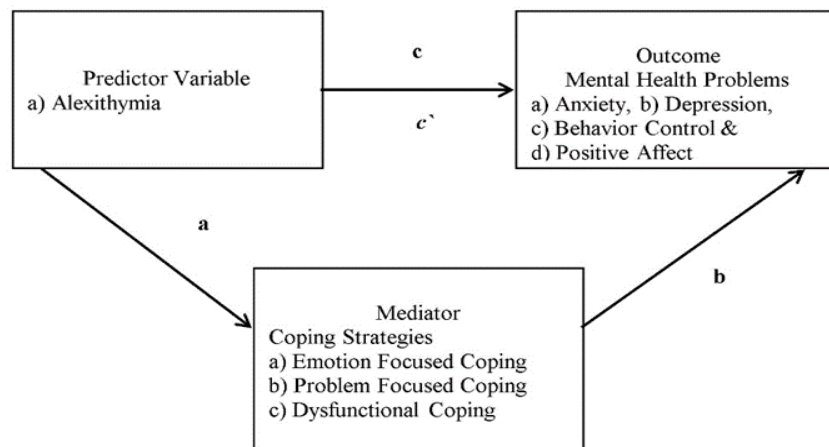 Predictor Variable
a) Alexithymia
c
c`
Outcome
Mental Health Problems
a) Anxiety, b) Depression,
c) Behavior Control &
d) Positive Affect
a
b
Mediator
Coping Strategies
a) Emotion Focused Coping
b) Problem Focused Coping
c) Dysfunctional Coping